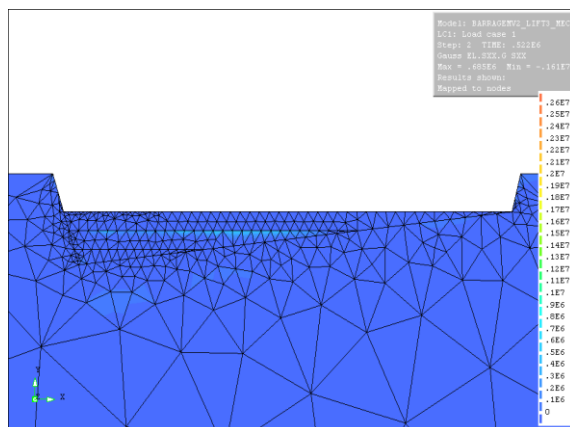 Model: BARRAGEMV2_LIFT3_MEC
LC1: Load case 1
Step: 2 TIME: .522E6
Gauss EL.SXX.G SXX
Max = .685E6 Min = -.161E7
Results shown:
Mapped to nodes
.26E7
.25E7
.24E7
.23E7
.22E7
.21E7
.2E7
.19E7
.18E7
.17E7
.16E7
.15E7
.14E7
.13E7
.12E7
.11E7
.1E7
.9E6
.8E6
.7E6
.6E6
.5E6
.4E6
.3E6
.2E6
.1E6
0
Y
X